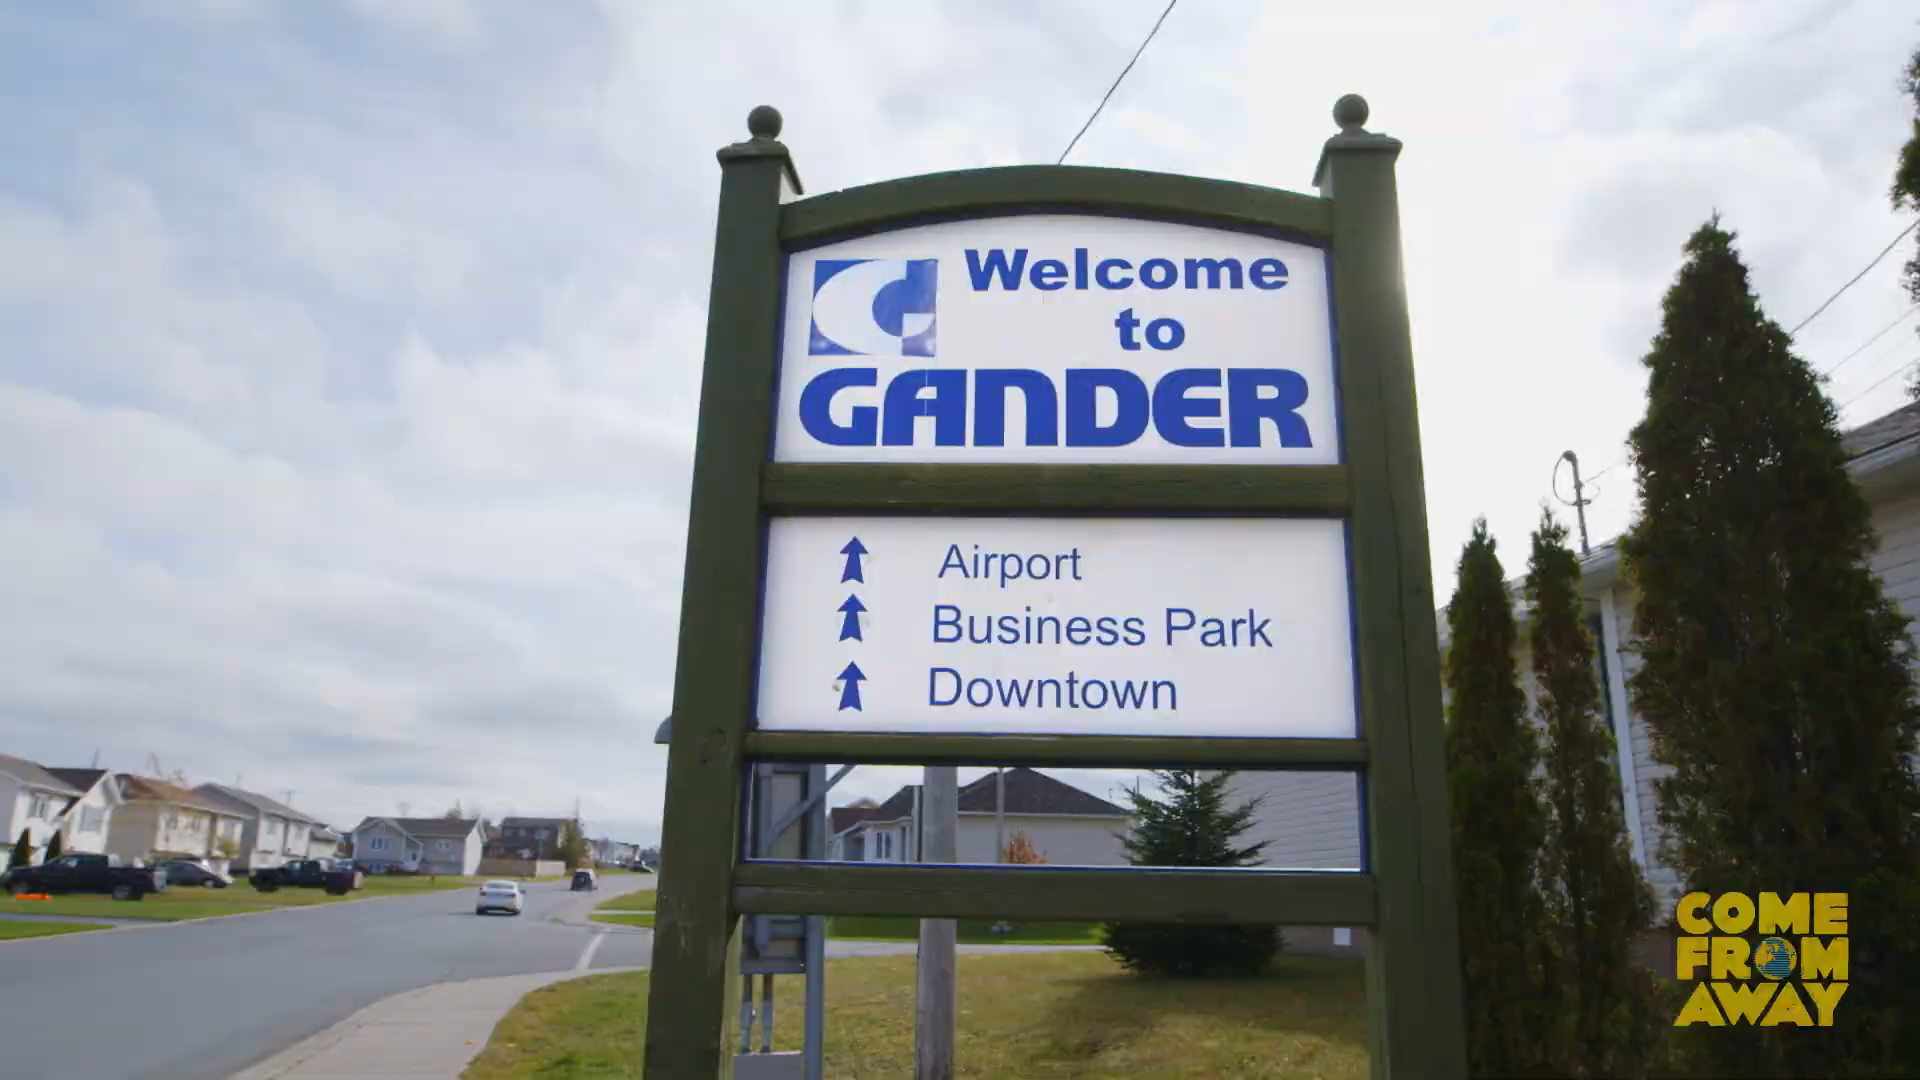 Welcome
to
GANDER
Airport
Business Park
Downtown
COME
FROM
AWAY